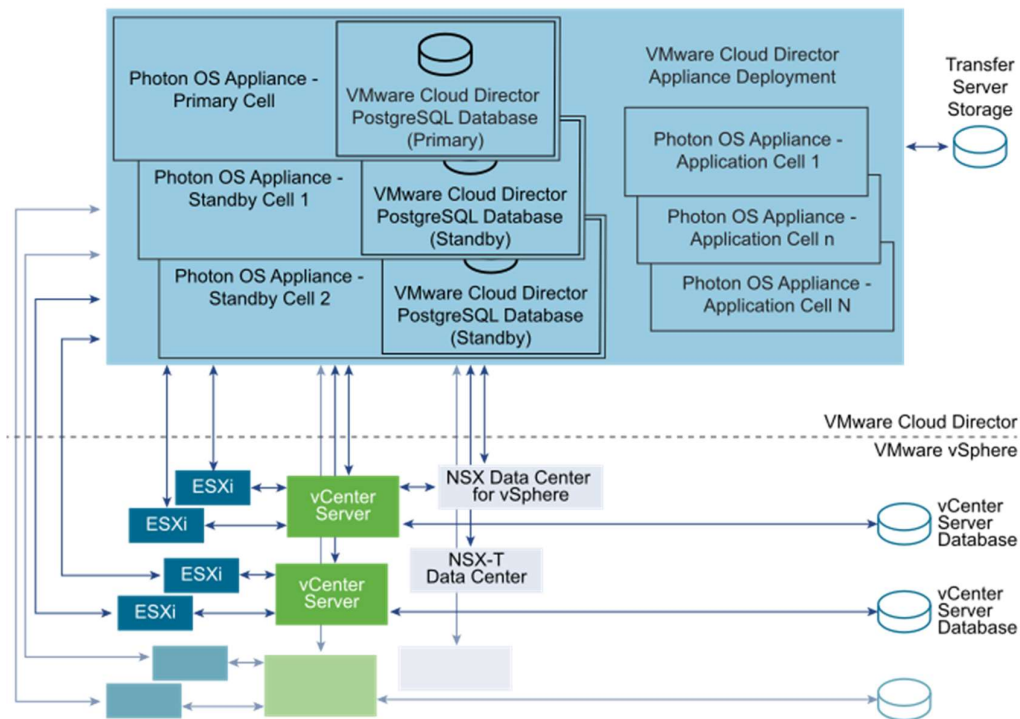 Photon OS Appliance -
Primary Cell
VMware Cloud Director
PostgreSQL Database
(Primary)
VMware Cloud Director
Appliance Deployment
Transfer
Server
Storage
Photon OS Appliance -
Standby Cell 1
VMware Cloud Director
PostgreSQL Database
(Standby)
Photon OS Appliance -
Standby Cell 2
VMware Cloud Director
PostgreSQL Database
(Standby)
Photon OS Appliance -
Application Cell 1
Photon OS Appliance -
Application Cell n
Photon OS Appliance -
Application Cell N
VMware Cloud Director
VMware vSphere
ESXi
ESXi
vCenter
Server
NSX Data Center
for vSphere
vCenter
Server
Database
ESXi
ESXi
vCenter
Server
NSX-T
Data Center
vCenter
Server
Database